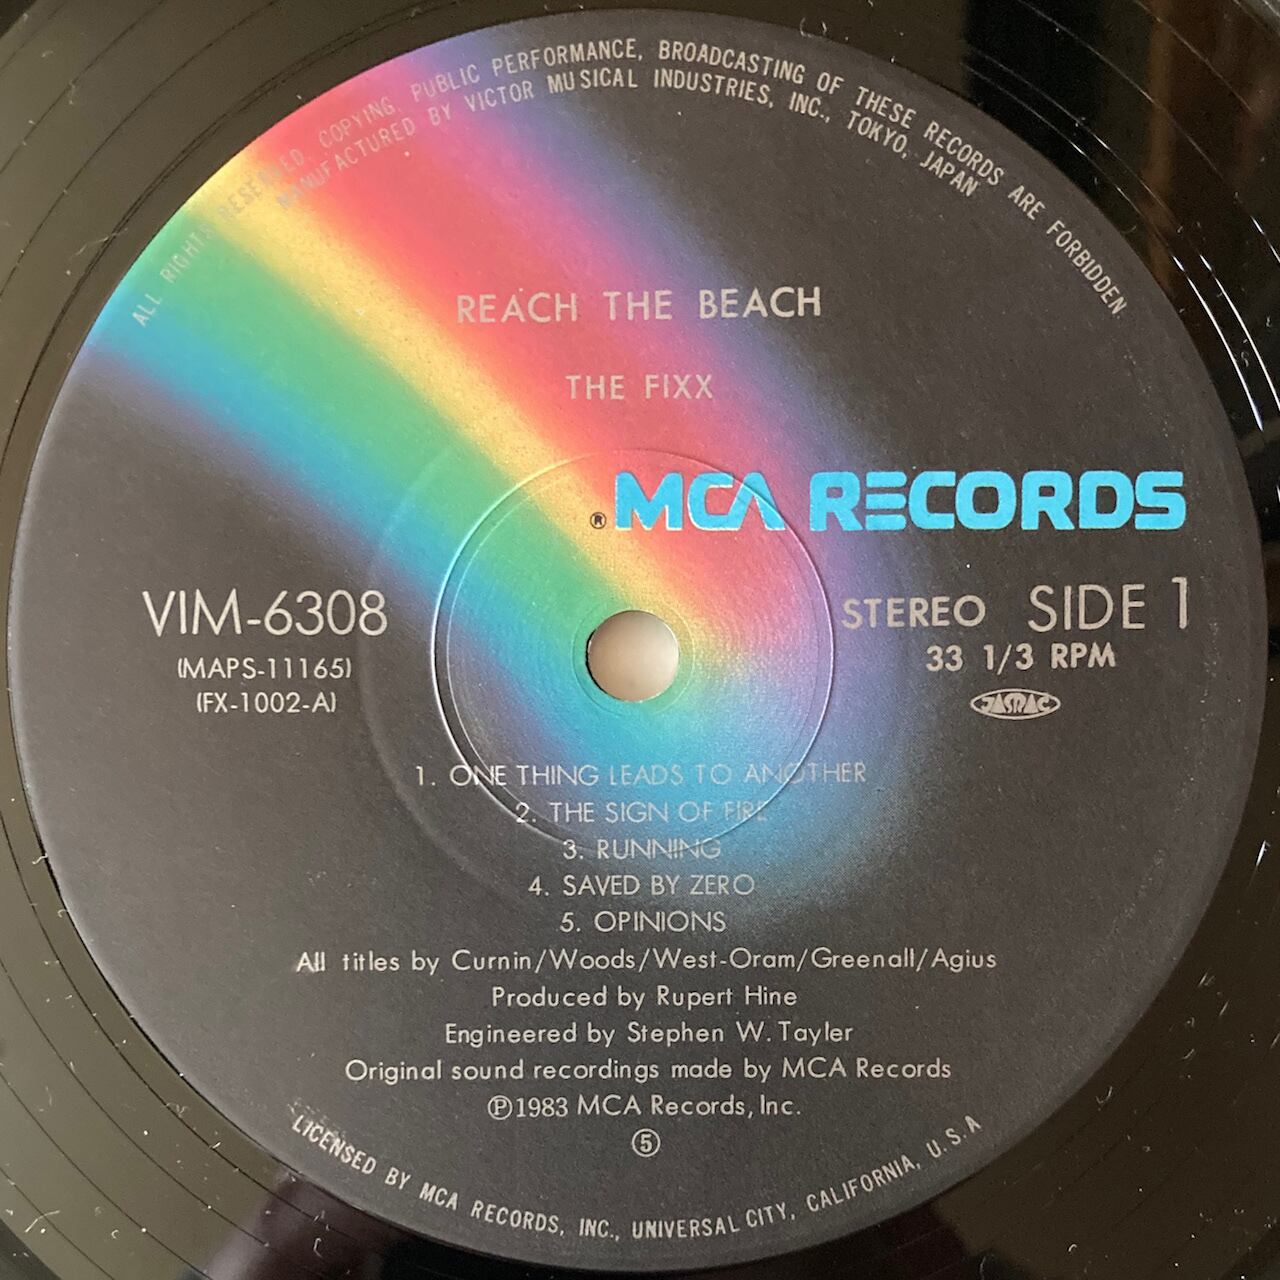 ALL RIGHTS RESERVED. COPYING. PUBLIC PERFORMANCE, BROADCASTING OF THESE RECORDS ARE FORBIDDEN
MANUFACTURED BY VICTOR MUSICAL INDUSTRIES, INC., TOKYO, JAPAN
REACH THE BEACH
THE FIXX
® MCA RECORDS
VIM-6308
(MAPS-11165)
(FX-1002-A)
STEREO SIDE 1
33 1/3 RPM
JASRAC
1. ONE THING LEADS TO ANOTHER
2. THE SIGN OF FIRE
3. RUNNING
4. SAVED BY ZERO
5. OPINIONS
All titles by Curnin/Woods/West-Oram/Greenall/Agius
Produced by Rupert Hine
Engineered by Stephen W. Tayler
Original sound recordings made by MCA Records
℗1983 MCA Records, Inc.
⑤
LICENSED BY MCA RECORDS, INC., UNIVERSAL CITY, CALIFORNIA, U.S.A